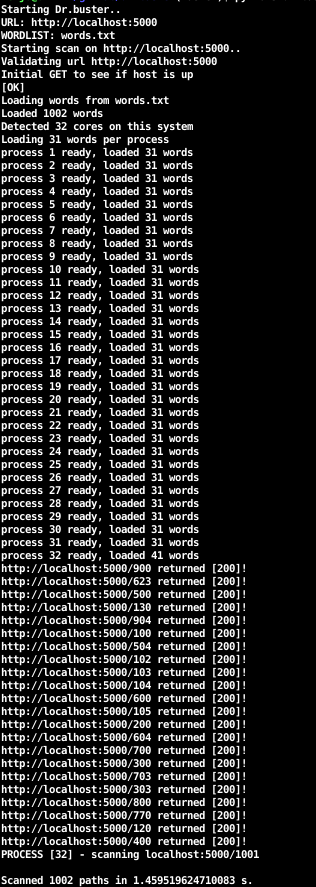 Starting Dr.buster..
URL: http://localhost:5000
WORDLIST: words.txt
Starting scan on http://localhost:5000..
Validating url http://localhost:5000
Initial GET to see if host is up
[OK]
Loading words from words.txt
Loaded 1002 words
Detected 32 cores on this system
Loading 31 words per process
process 1 ready, loaded 31 words
process 2 ready, loaded 31 words
process 3 ready, loaded 31 words
process 4 ready, loaded 31 words
process 5 ready, loaded 31 words
process 6 ready, loaded 31 words
process 7 ready, loaded 31 words
process 8 ready, loaded 31 words
process 9 ready, loaded 31 words
process 10 ready, loaded 31 words
process 11 ready, loaded 31 words
process 12 ready, loaded 31 words
process 13 ready, loaded 31 words
process 14 ready, loaded 31 words
process 15 ready, loaded 31 words
process 16 ready, loaded 31 words
process 17 ready, loaded 31 words
process 18 ready, loaded 31 words
process 19 ready, loaded 31 words
process 20 ready, loaded 31 words
process 21 ready, loaded 31 words
process 22 ready, loaded 31 words
process 23 ready, loaded 31 words
process 24 ready, loaded 31 words
process 25 ready, loaded 31 words
process 26 ready, loaded 31 words
process 27 ready, loaded 31 words
process 28 ready, loaded 31 words
process 29 ready, loaded 31 words
process 30 ready, loaded 31 words
process 31 ready, loaded 31 words
process 32 ready, loaded 41 words
http://localhost:5000/900 returned [200]!
http://localhost:5000/623 returned [200]!
http://localhost:5000/500 returned [200]!
http://localhost:5000/130 returned [200]!
http://localhost:5000/904 returned [200]!
http://localhost:5000/100 returned [200]!
http://localhost:5000/504 returned [200]!
http://localhost:5000/102 returned [200]!
http://localhost:5000/103 returned [200]!
http://localhost:5000/104 returned [200]!
http://localhost:5000/600 returned [200]!
http://localhost:5000/105 returned [200]!
http://localhost:5000/200 returned [200]!
http://localhost:5000/604 returned [200]!
http://localhost:5000/700 returned [200]!
http://localhost:5000/300 returned [200]!
http://localhost:5000/703 returned [200]!
http://localhost:5000/303 returned [200]!
http://localhost:5000/800 returned [200]!
http://localhost:5000/770 returned [200]!
http://localhost:5000/120 returned [200]!
http://localhost:5000/400 returned [200]!
PROCESS [32] - scanning localhost:5000/1001
Scanned 1002 paths in 1.459519624710083 s.